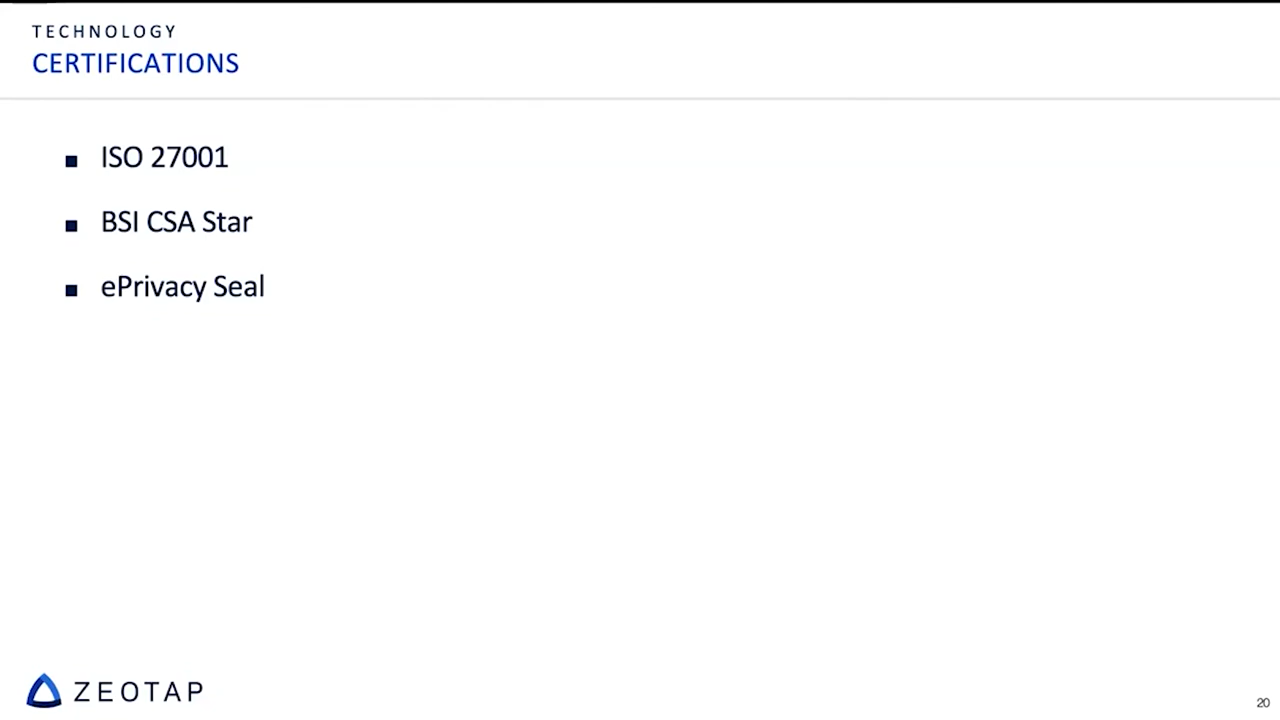 TECHNOLOGY
CERTIFICATIONS
▪ ISO 27001
▪ BSI CSA Star
▪ ePrivacy Seal
ZEOTAP
20